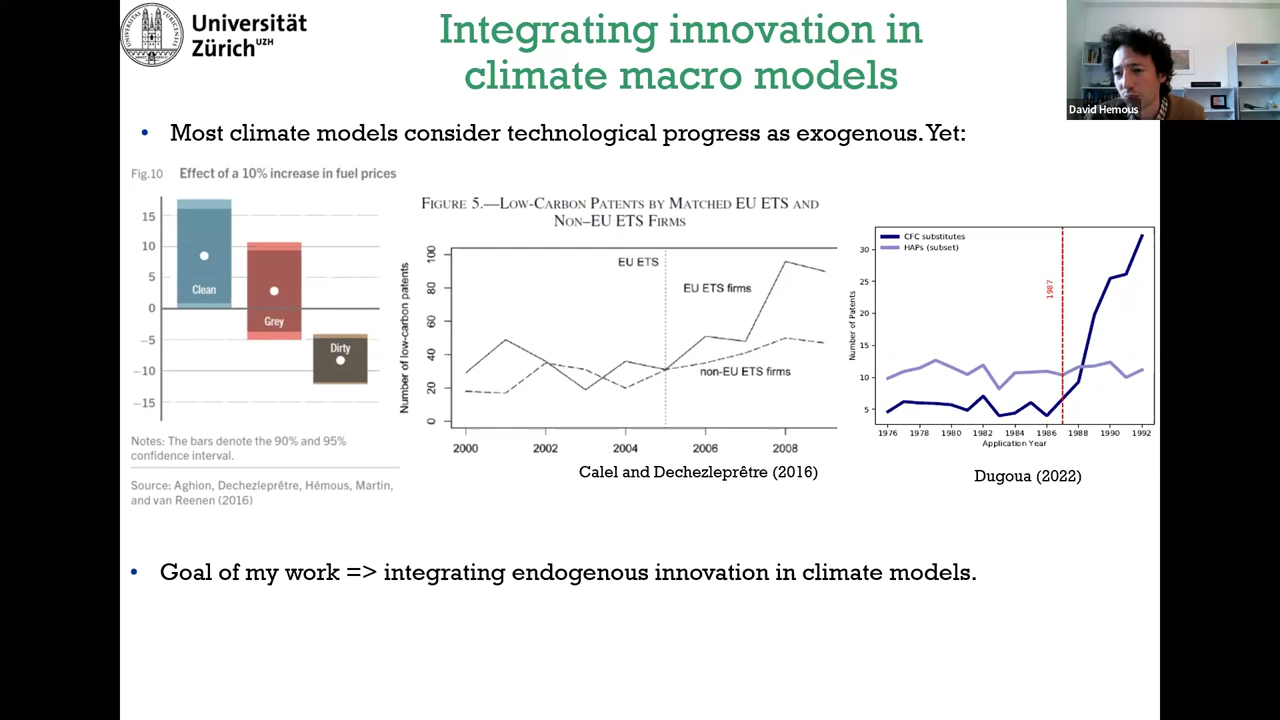 Universität
Zürich UZH
Integrating innovation in
climate macro models
David Hemous
• Most climate models consider technological progress as exogenous. Yet:
Fig.10 Effect of a 10% increase in fuel prices
15
10
5
0
−5
−10
−15
Clean
Grey
Dirty
Notes: The bars denote the 90% and 95%
confidence interval.
Source: Aghion, Dechezleprêtre, Hémous, Martin,
and van Reenen (2016)
Figure 5.—Low-Carbon Patents by Matched EU ETS and
Non–EU ETS Firms
Number of low-carbon patents
100
80
60
40
20
0
EU ETS
EU ETS firms
non-EU ETS firms
2000 2002 2004 2006 2008
Calel and Dechezleprêtre (2016)
CFC substitutes
HAPs (subset)
1987
Number of Patents
30
25
20
15
10
5
1976 1978 1980 1982 1984 1986 1988 1990 1992
Application Year
Dugoua (2022)
• Goal of my work => integrating endogenous innovation in climate models.